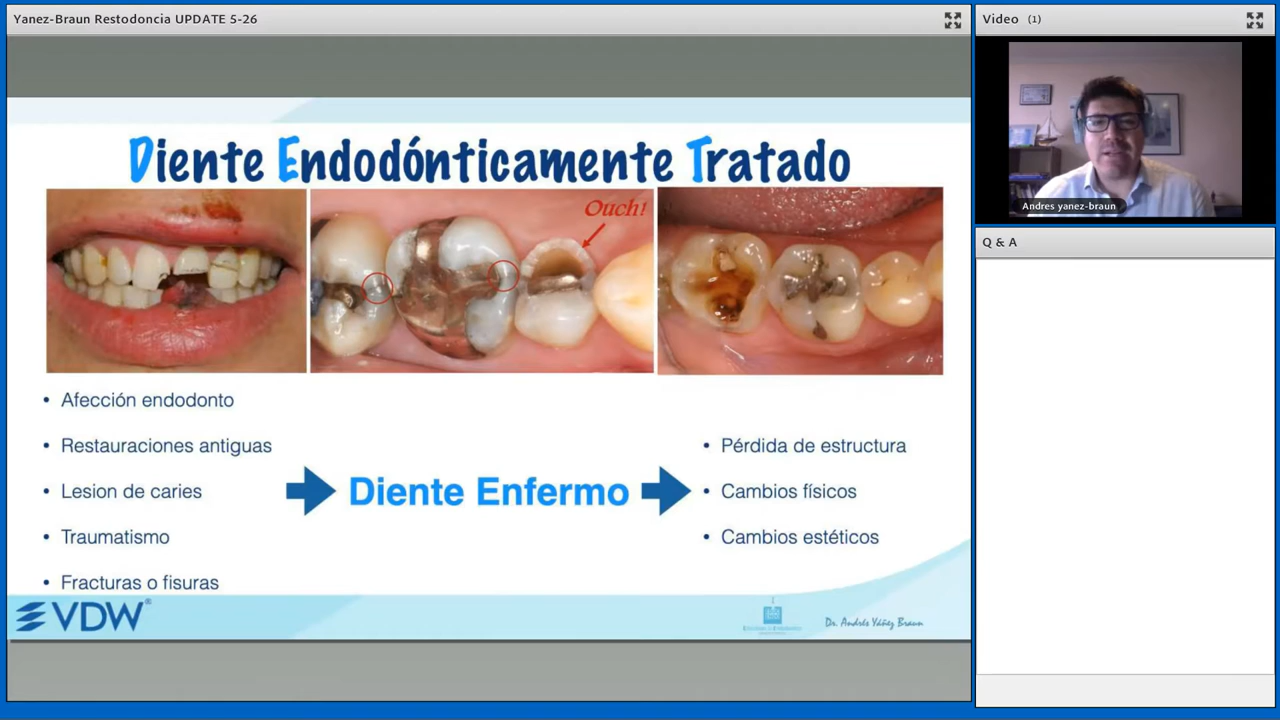 Yanez-Braun Restodoncia UPDATE 5-26
Diente Endodónticamente Tratado
Ouch!
• Afección endodonto
• Restauraciones antiguas
• Lesion de caries
• Traumatismo
• Fracturas o fisuras
Diente Enfermo
• Pérdida de estructura
• Cambios físicos
• Cambios estéticos
VDW®
Dr. Andrés Yáñez Braun
Video (1)
Andres yanez-braun
Q & A